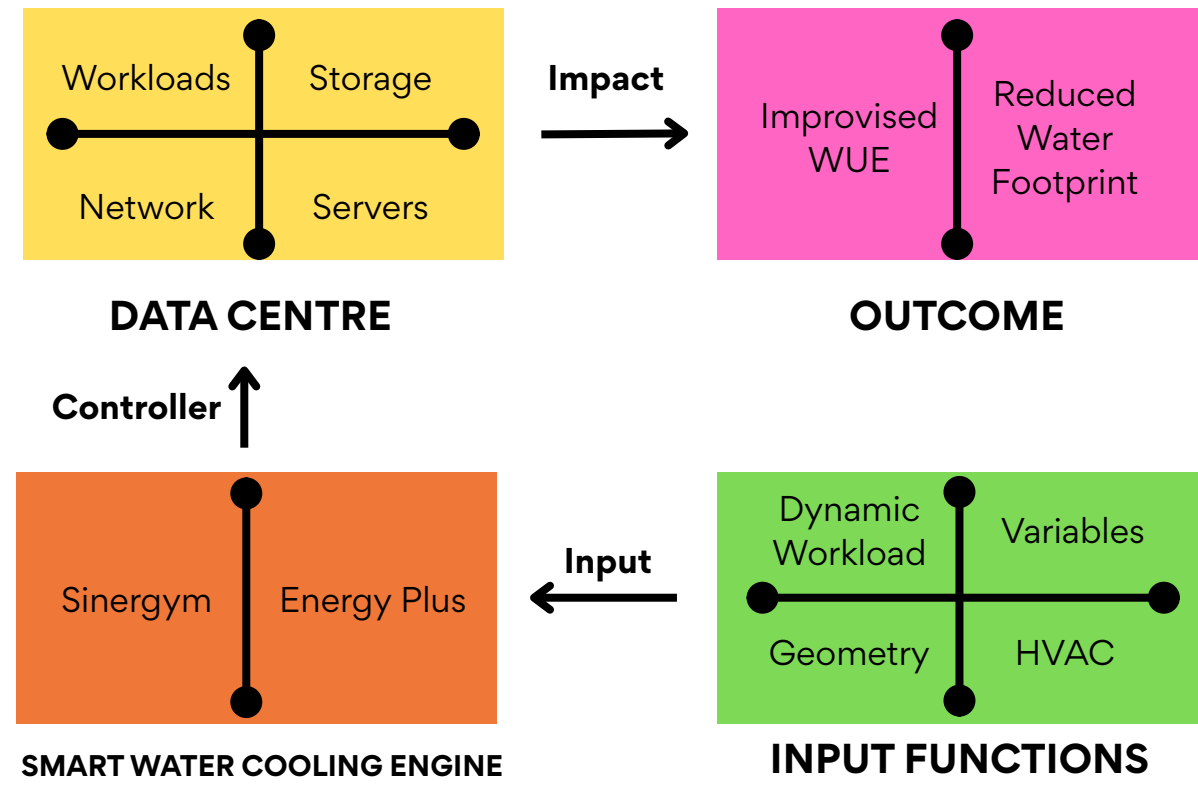 Workloads
Storage
Network
Servers
DATA CENTRE
Impact
Improvised
WUE
Reduced
Water
Footprint
OUTCOME
Controller
Sinergym
Energy Plus
SMART WATER COOLING ENGINE
Input
Dynamic
Workload
Variables
Geometry
HVAC
INPUT FUNCTIONS